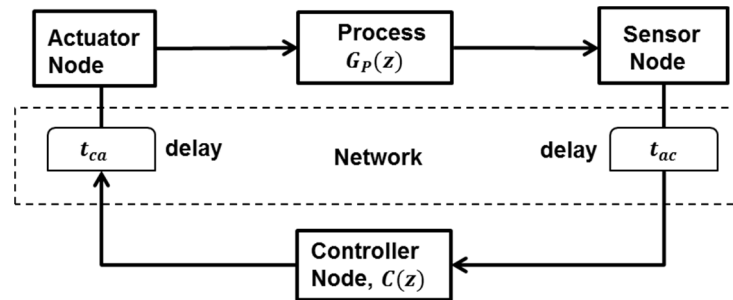 Actuator
Node
Process
G_P(z)
Sensor
Node
t_ca
delay
Network
delay
t_ac
Controller
Node, C(z)